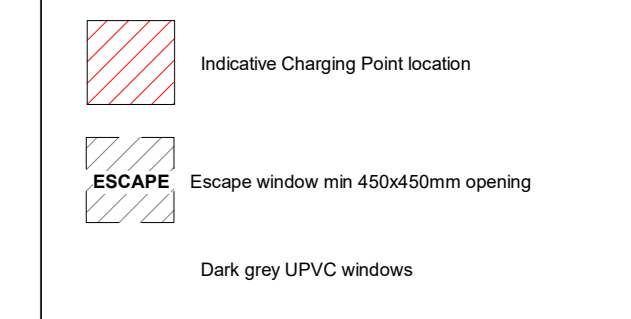 Indicative Charging Point location
ESCAPE Escape window min 450x450mm opening
Dark grey UPVC windows